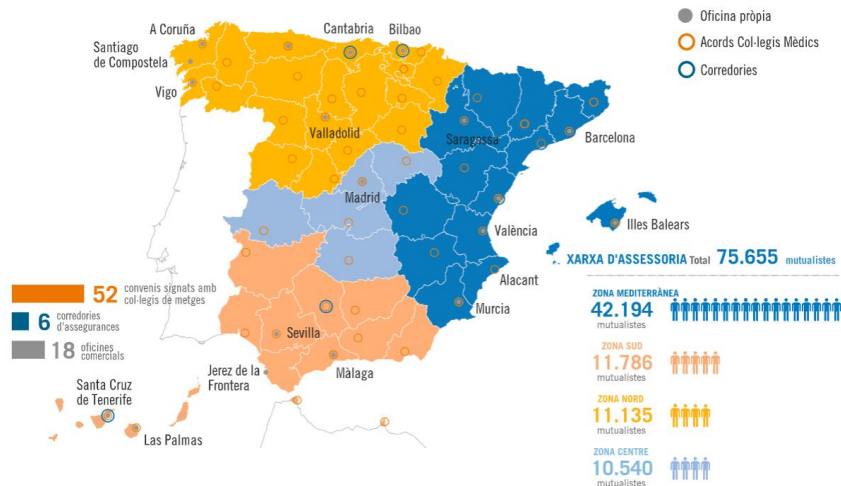 Oficina pròpia
Acords Col·legis Mèdics
Corredories
A Coruña
Santiago
de Compostela
Vigo
Cantabria
Bilbao
Valladolid
Saragossa
Barcelona
Madrid
Illes Balears
València
Alacant
Murcia
Sevilla
Jerez de la
Frontera
Màlaga
Santa Cruz
de Tenerife
Las Palmas
52 convenis signats amb
col·legis de metges
6 corredories
d'assegurances
18 oficines
comercials
XARXA D'ASSESSORIA Total 75.655 mutualistes
ZONA MEDITERRÀNEA
42.194
mutualistes
ZONA SUD
11.786
mutualistes
ZONA NORD
11.135
mutualistes
ZONA CENTRE
10.540
mutualistes